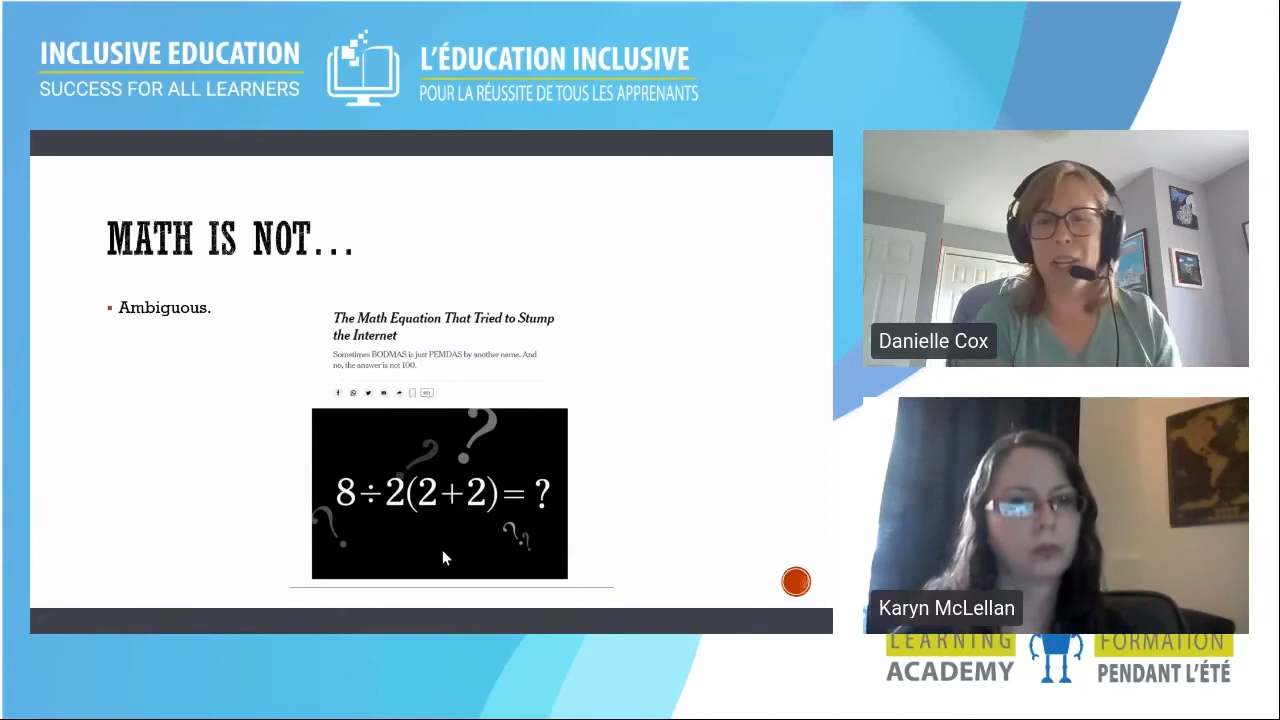 INCLUSIVE EDUCATION
SUCCESS FOR ALL LEARNERS
L'ÉDUCATION INCLUSIVE
POUR LA RÉUSSITE DE TOUS LES APPRENANTS
MATH IS NOT...
Ambiguous.
The Math Equation That Tried to Stump
the Internet
Sometimes BODMAS is just PEMDAS by another name. And
no, the answer is not 100.
8÷2(2+2)=?
Danielle Cox
Karyn McLellan
LEARNING
ACADEMY
FORMATION
PENDANT L'ÉTÉ